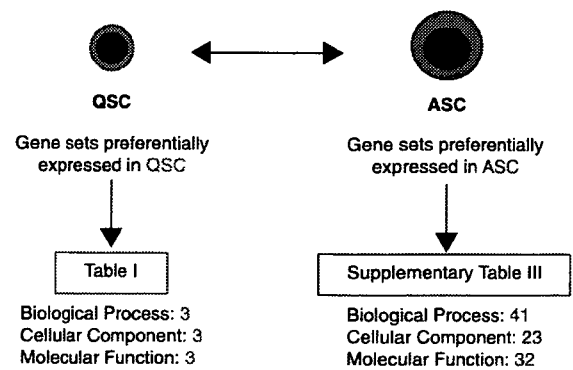 QSC
ASC
Gene sets preferentially
expressed in QSC
Gene sets preferentially
expressed in ASC
Table I
Supplementary Table III
Biological Process: 3
Cellular Component: 3
Molecular Function: 3
Biological Process: 41
Cellular Component: 23
Molecular Function: 32